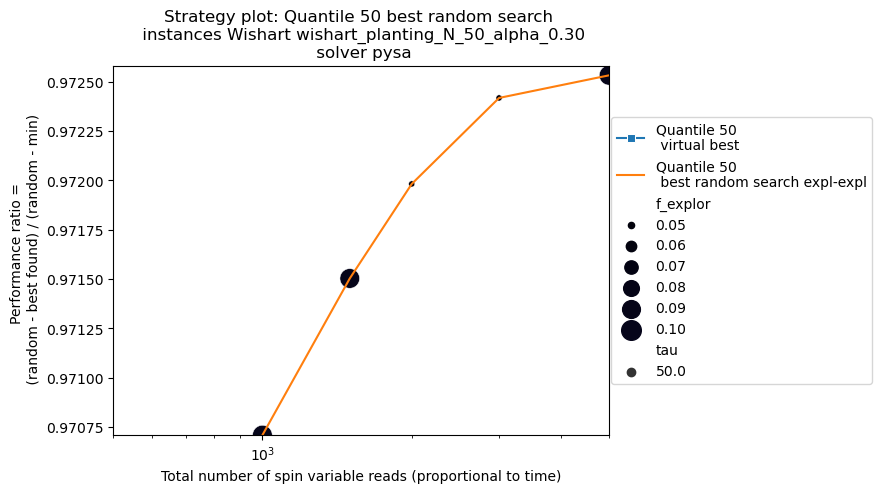 Strategy plot: Quantile 50 best random search
instances Wishart wishart_planting_N_50_alpha_0.30
solver pysa
0.97250
0.97225
0.97200
0.97175
0.97150
0.97125
0.97100
0.97075
Performance ratio =
(random - best found) / (random - min)
10^3
Total number of spin variable reads (proportional to time)
Quantile 50
virtual best
Quantile 50
best random search expl-expl
f_explor
0.05
0.06
0.07
0.08
0.09
0.10
tau
50.0